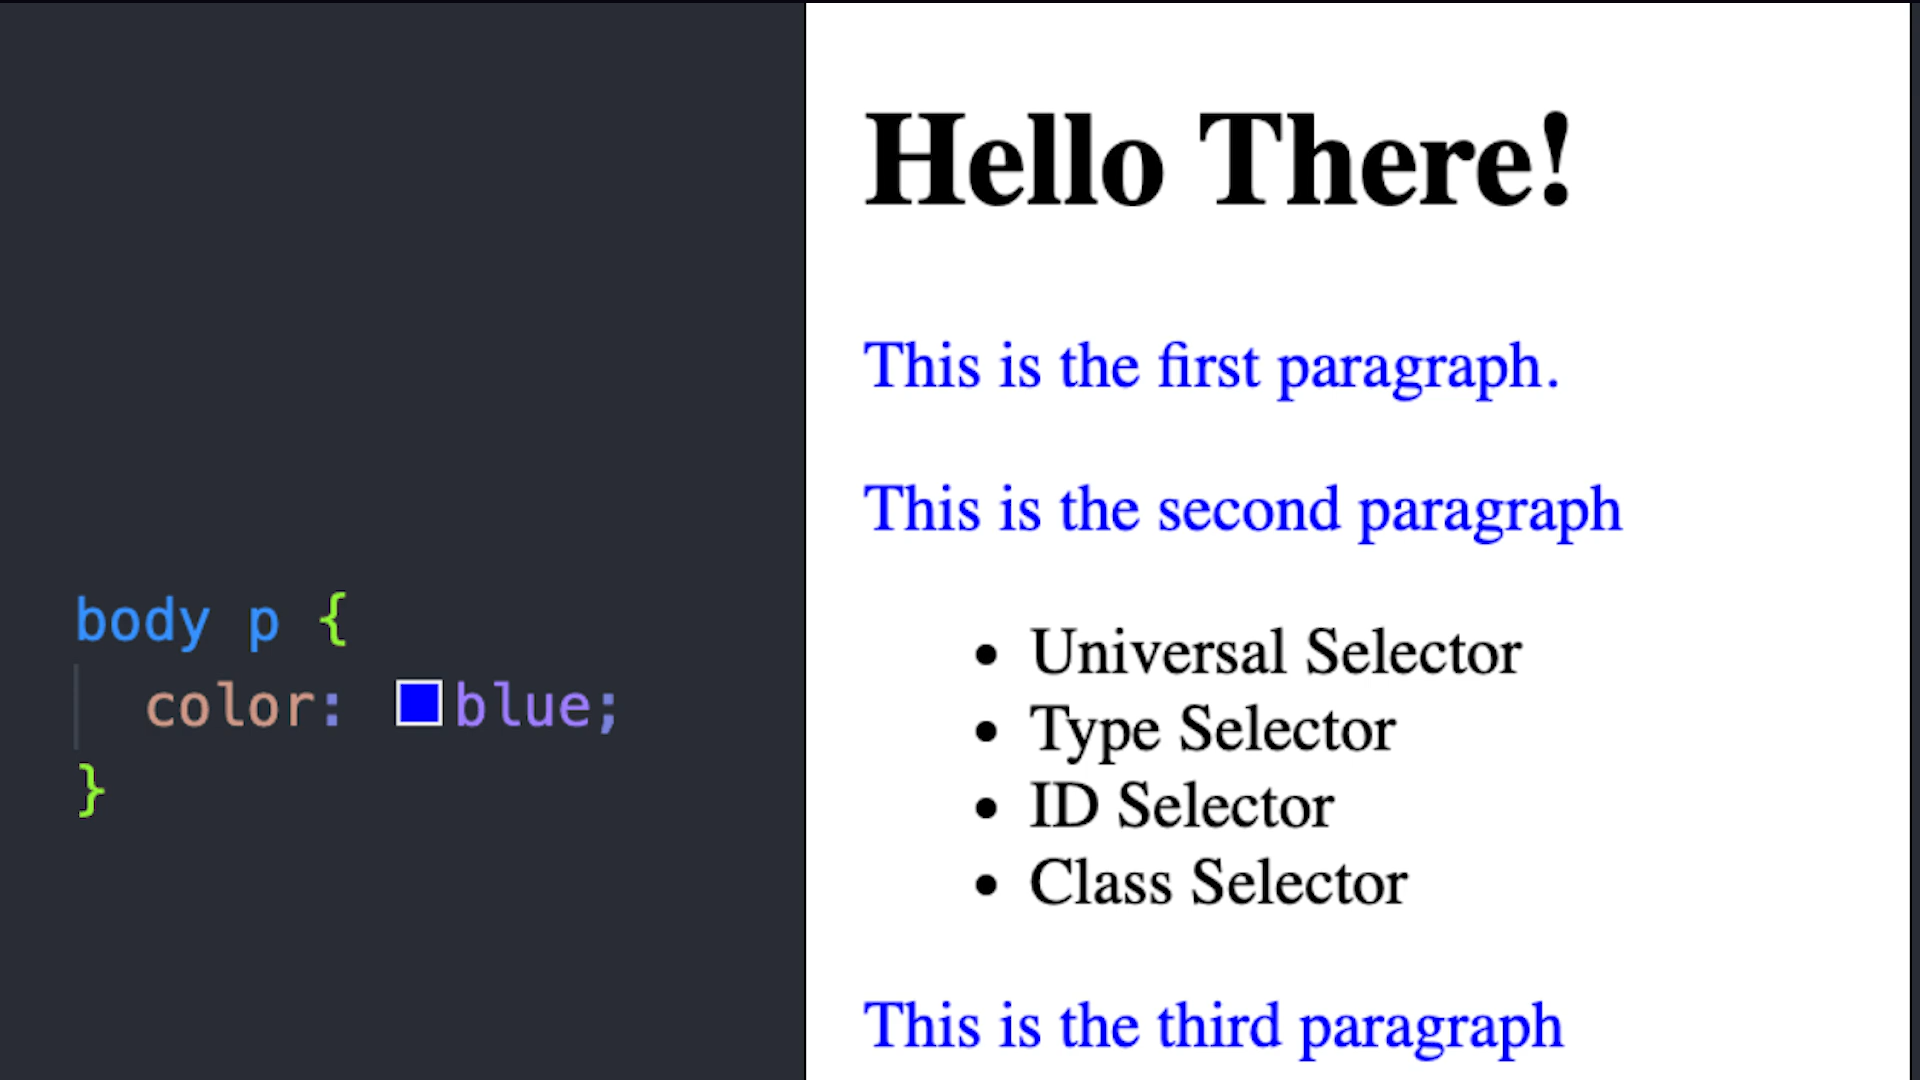 body p {
color: blue;
}
Hello There!
This is the first paragraph.
This is the second paragraph
• Universal Selector
• Type Selector
• ID Selector
• Class Selector
This is the third paragraph